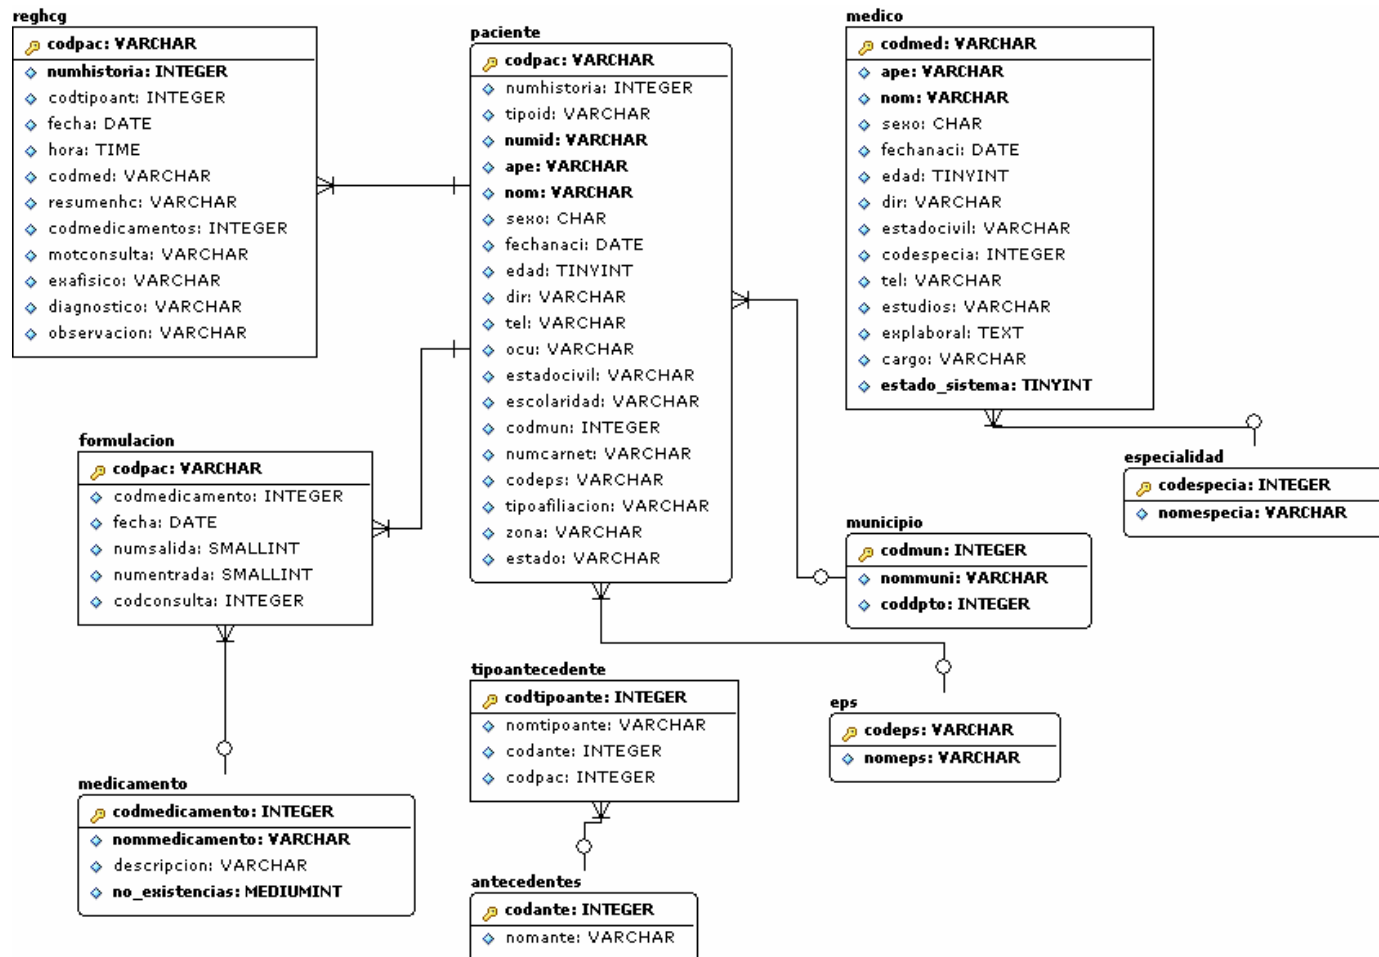 reghcg
codpac: VARCHAR
numhistoria: INTEGER
codtipoant: INTEGER
fecha: DATE
hora: TIME
codmed: VARCHAR
resumenhc: VARCHAR
codmedicamentos: INTEGER
motconsulta: VARCHAR
exafisico: VARCHAR
diagnostico: VARCHAR
observacion: VARCHAR
paciente
codpac: VARCHAR
numhistoria: INTEGER
tipoid: VARCHAR
numid: VARCHAR
ape: VARCHAR
nom: VARCHAR
sexo: CHAR
fechanaci: DATE
edad: TINYINT
dir: VARCHAR
tel: VARCHAR
ocu: VARCHAR
estadocivil: VARCHAR
escolaridad: VARCHAR
codmun: INTEGER
numcarnet: VARCHAR
codeps: VARCHAR
tipoafiliacion: VARCHAR
zona: VARCHAR
estado: VARCHAR
medico
codmed: VARCHAR
ape: VARCHAR
nom: VARCHAR
sexo: CHAR
fechanaci: DATE
edad: TINYINT
dir: VARCHAR
estadocivil: VARCHAR
codespecia: INTEGER
tel: VARCHAR
estudios: VARCHAR
explaboral: TEXT
cargo: VARCHAR
estado_sistema: TINYINT
formulacion
codpac: VARCHAR
codmedicamento: INTEGER
fecha: DATE
numsalida: SMALLINT
numentrada: SMALLINT
codconsulta: INTEGER
especialidad
codespecia: INTEGER
nomespecia: VARCHAR
municipio
codmun: INTEGER
nommuni: VARCHAR
coddpto: INTEGER
tipoantecedente
codtipoante: INTEGER
nomtipoante: VARCHAR
codante: INTEGER
codpac: INTEGER
eps
codeps: VARCHAR
nomeps: VARCHAR
medicamento
codmedicamento: INTEGER
nommedicamento: VARCHAR
descripcion: VARCHAR
no_existencias: MEDIUMINT
antecedentes
codante: INTEGER
nomante: VARCHAR